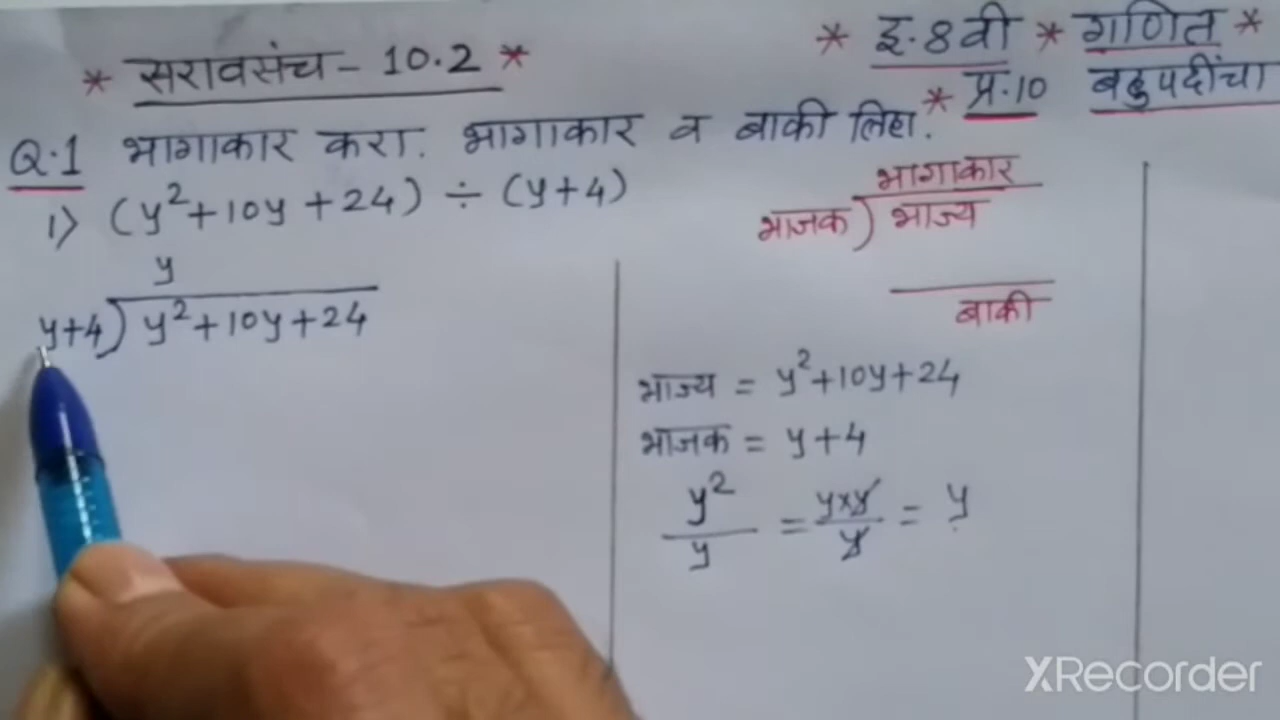 * सरावसंच - 10.2 *
* इ. 8 वी * गणित *
* प्र. 10 बहुपदींचा
Q.1 भागाकार करा. भागाकार व बाकी लिहा.
1) (y²+10y+24) ÷ (y+4)
y
y+4) y²+10y+24
भागाकार
भाजक) भाज्य
बाकी
भाज्य = y²+10y+24
भाजक = y+4
y²/y = y×y/y = y
XRecorder